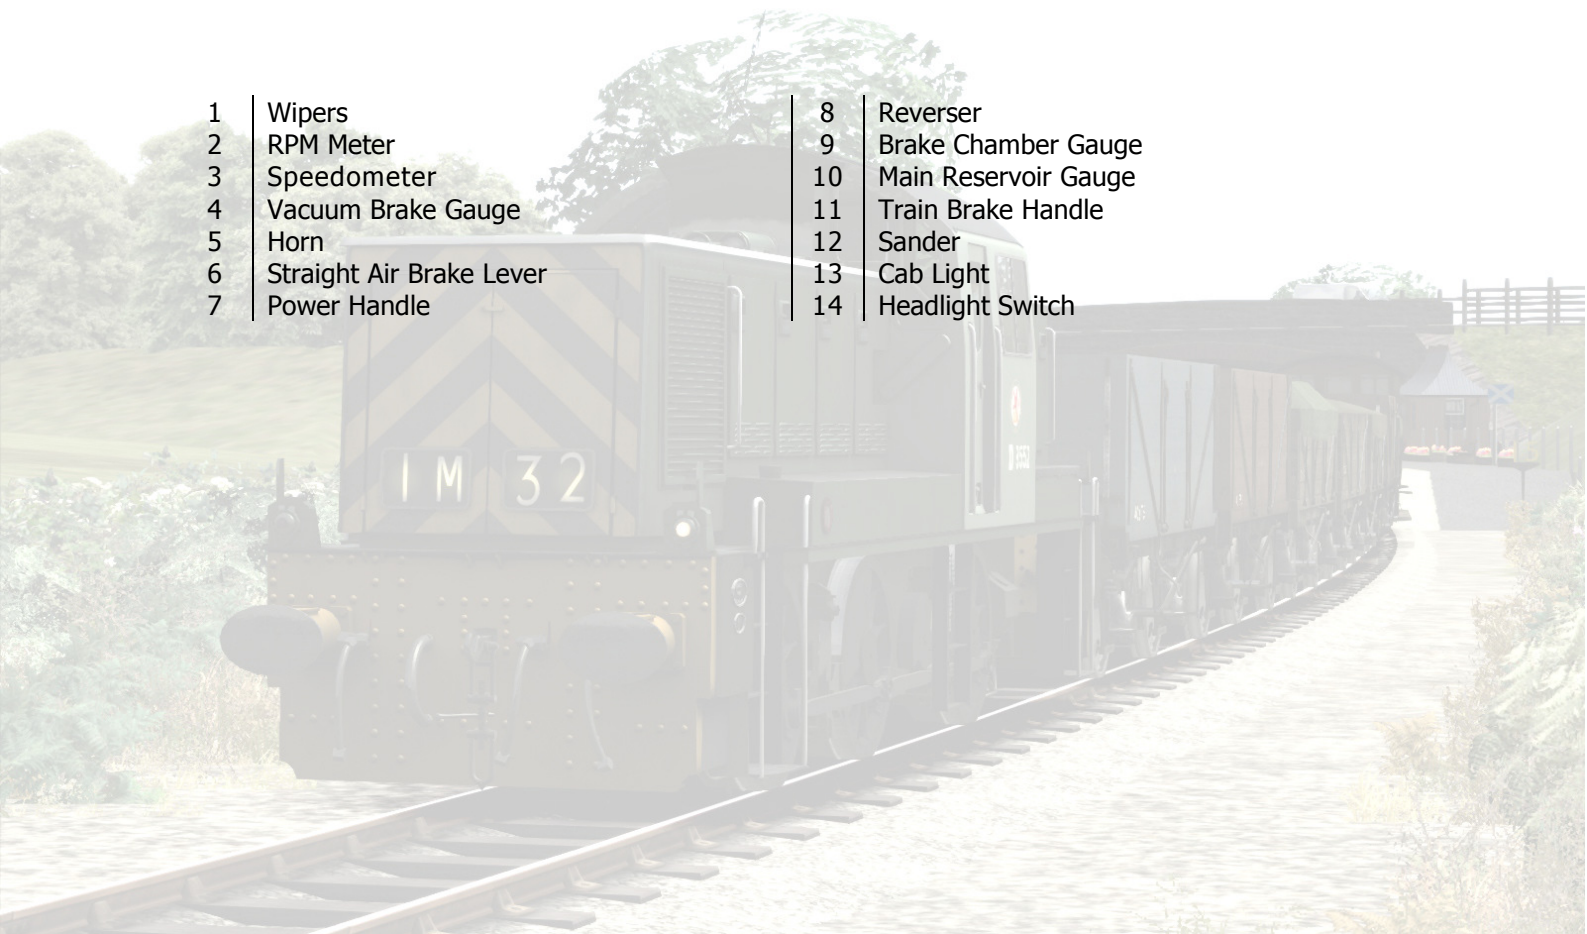 1 Wipers
2 RPM Meter
3 Speedometer
4 Vacuum Brake Gauge
5 Horn
6 Straight Air Brake Lever
7 Power Handle
8 Reverser
9 Brake Chamber Gauge
10 Main Reservoir Gauge
11 Train Brake Handle
12 Sander
13 Cab Light
14 Headlight Switch
1M 32